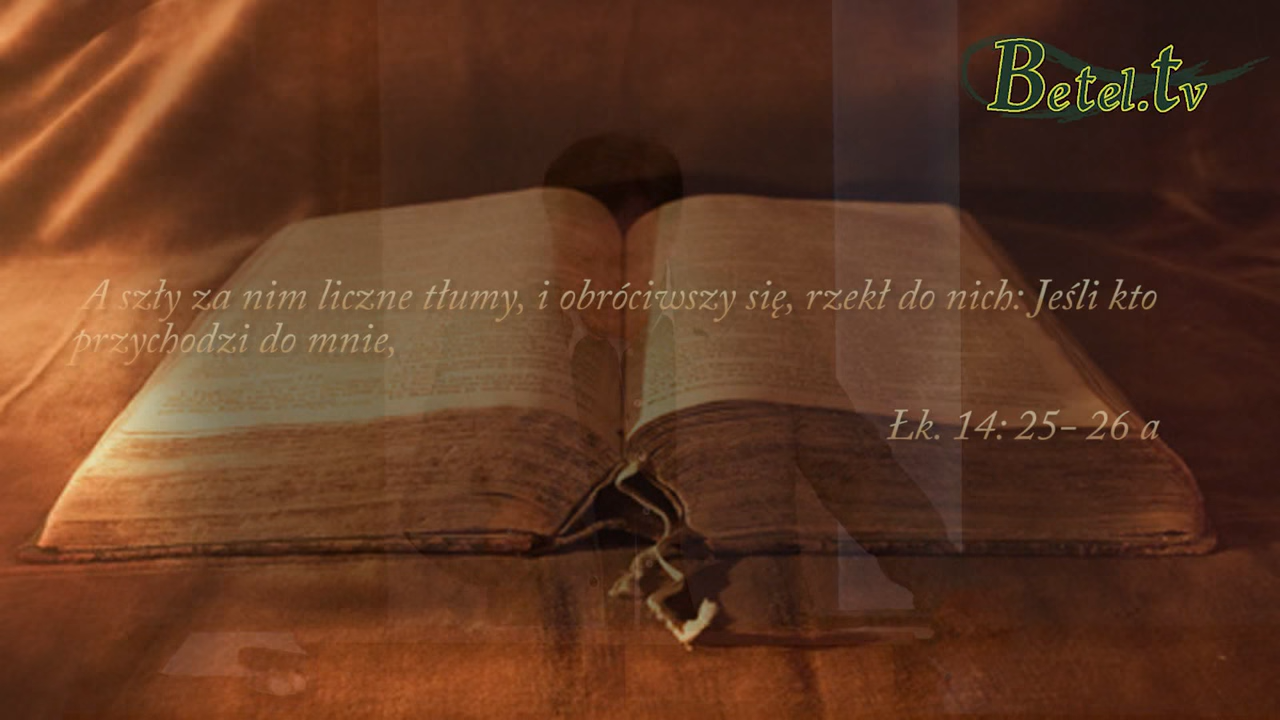 Betel.tv
A szły za nim liczne tłumy, i obróciwszy się, rzekł do nich: Jeśli kto
przychodzi do mnie,
Łk. 14: 25- 26 a